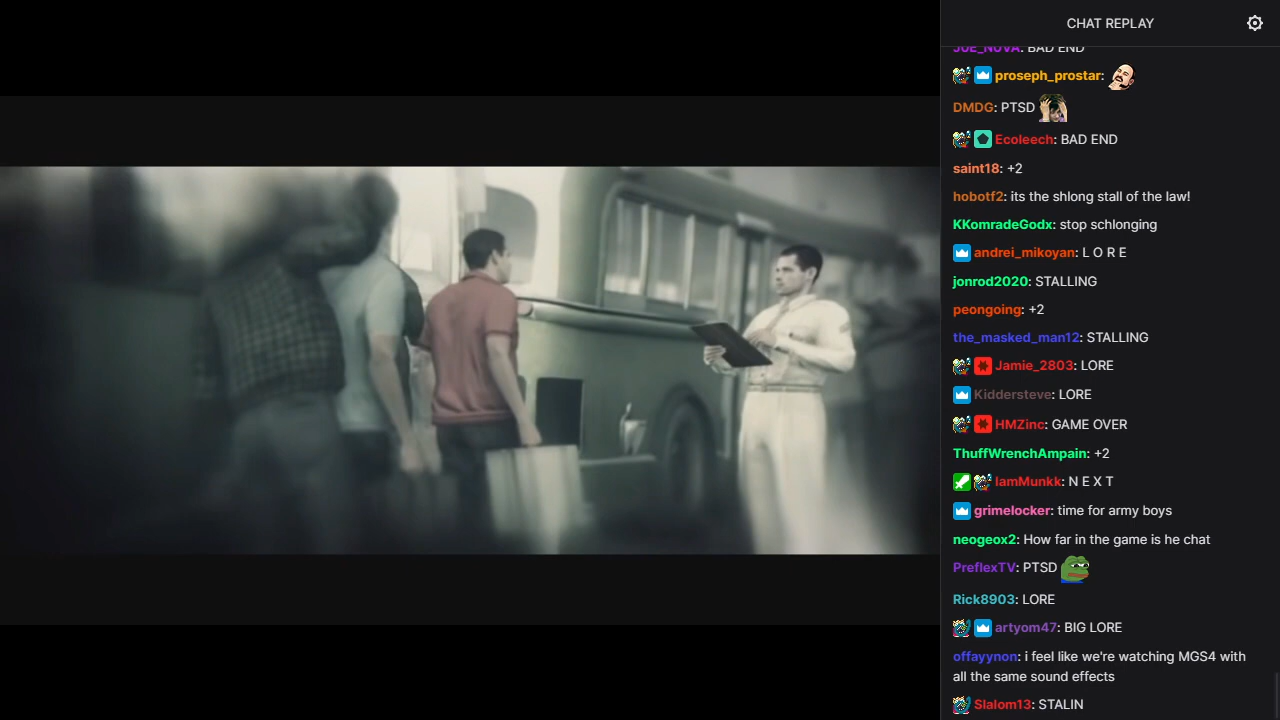 CHAT REPLAY
JOE_NOVA: BAD END
proseph_prostar:
DMDG: PTSD
Ecoleech: BAD END
saint18: +2
hobotf2: its the shlong stall of the law!
KKomradeGodx: stop schlonging
andrei_mikoyan: L O R E
jonrod2020: STALLING
peongoing: +2
the_masked_man12: STALLING
Jamie_2803: LORE
Kiddersteve: LORE
HMZinc: GAME OVER
ThuffWrenchAmpain: +2
IamMunkk: N E X T
grimelocker: time for army boys
neogeox2: How far in the game is he chat
PreflexTV: PTSD
Rick8903: LORE
artyom47: BIG LORE
offayynon: i feel like we're watching MGS4 with
all the same sound effects
Slalom13: STALIN